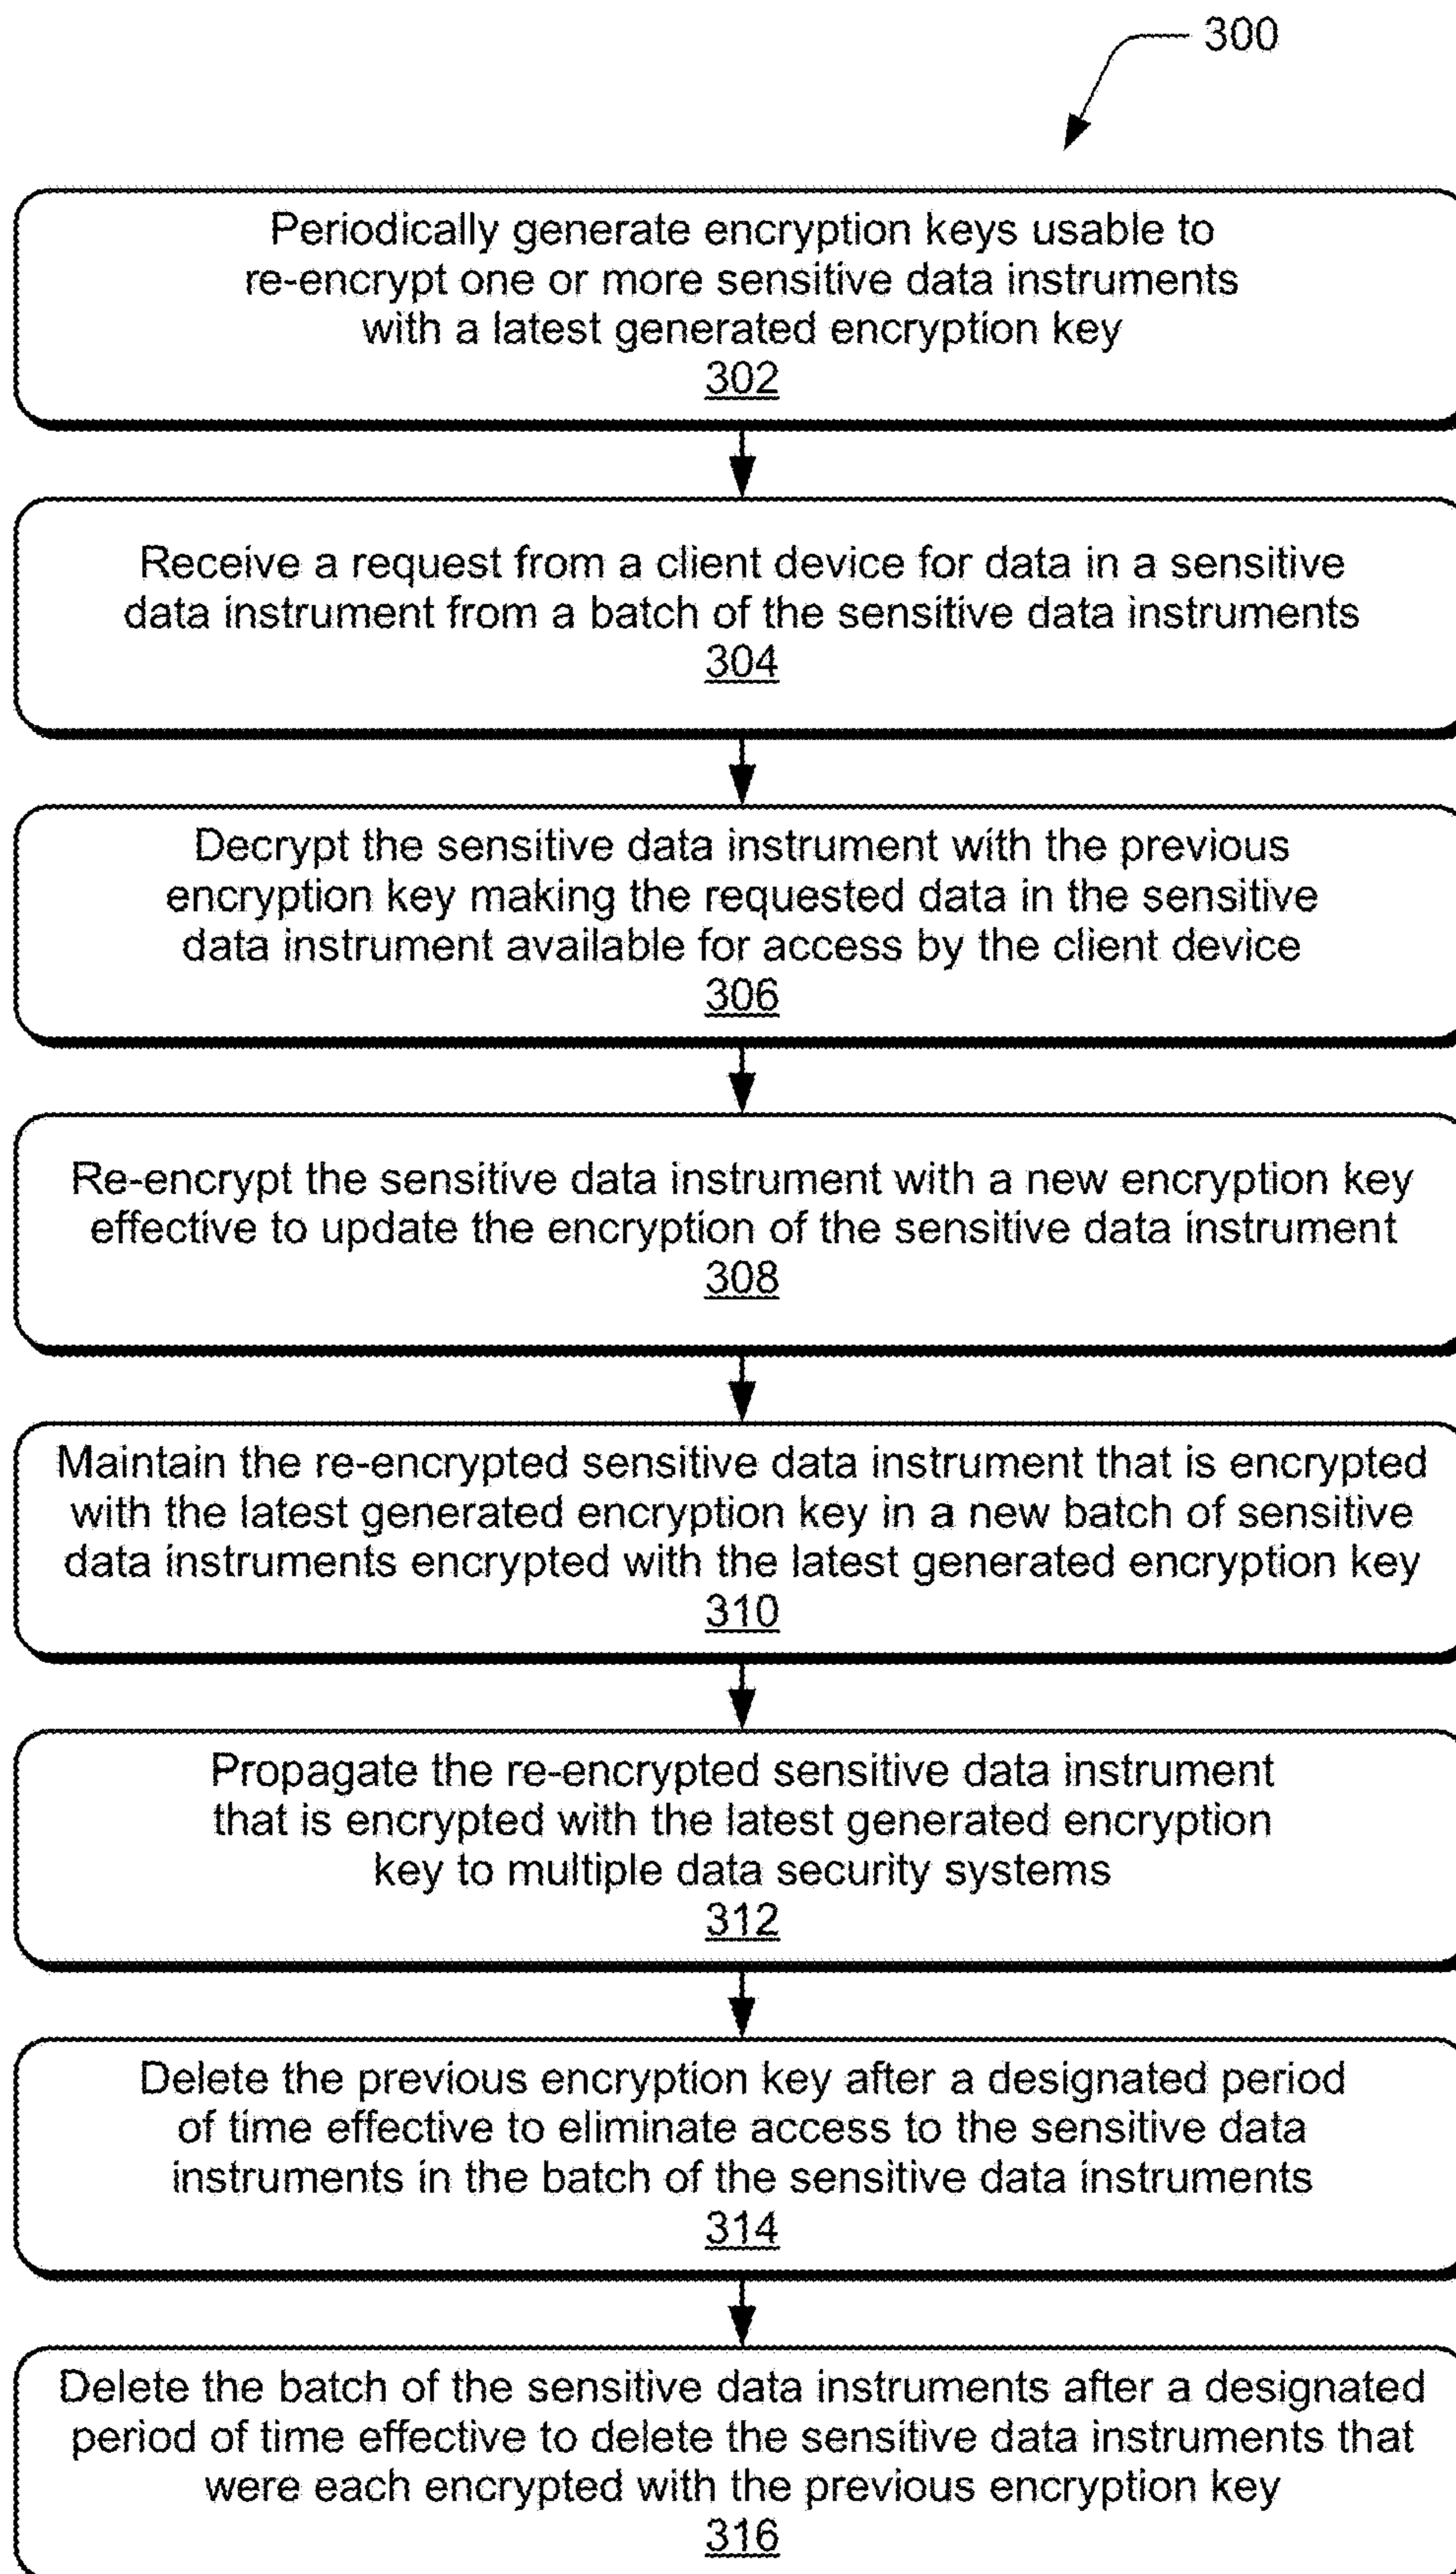 300
Periodically generate encryption keys usable to
re-encrypt one or more sensitive data instruments
with a latest generated encryption key
302
Receive a request from a client device for data in a sensitive
data instrument from a batch of the sensitive data instruments
304
Decrypt the sensitive data instrument with the previous
encryption key making the requested data in the sensitive
data instrument available for access by the client device
306
Re-encrypt the sensitive data instrument with a new encryption key
effective to update the encryption of the sensitive data instrument
308
Maintain the re-encrypted sensitive data instrument that is encrypted
with the latest generated encryption key in a new batch of sensitive
data instruments encrypted with the latest generated encryption key
310
Propagate the re-encrypted sensitive data instrument
that is encrypted with the latest generated encryption
key to multiple data security systems
312
Delete the previous encryption key after a designated period
of time effective to eliminate access to the sensitive data
instruments in the batch of the sensitive data instruments
314
Delete the batch of the sensitive data instruments after a designated
period of time effective to delete the sensitive data instruments that
were each encrypted with the previous encryption key
316